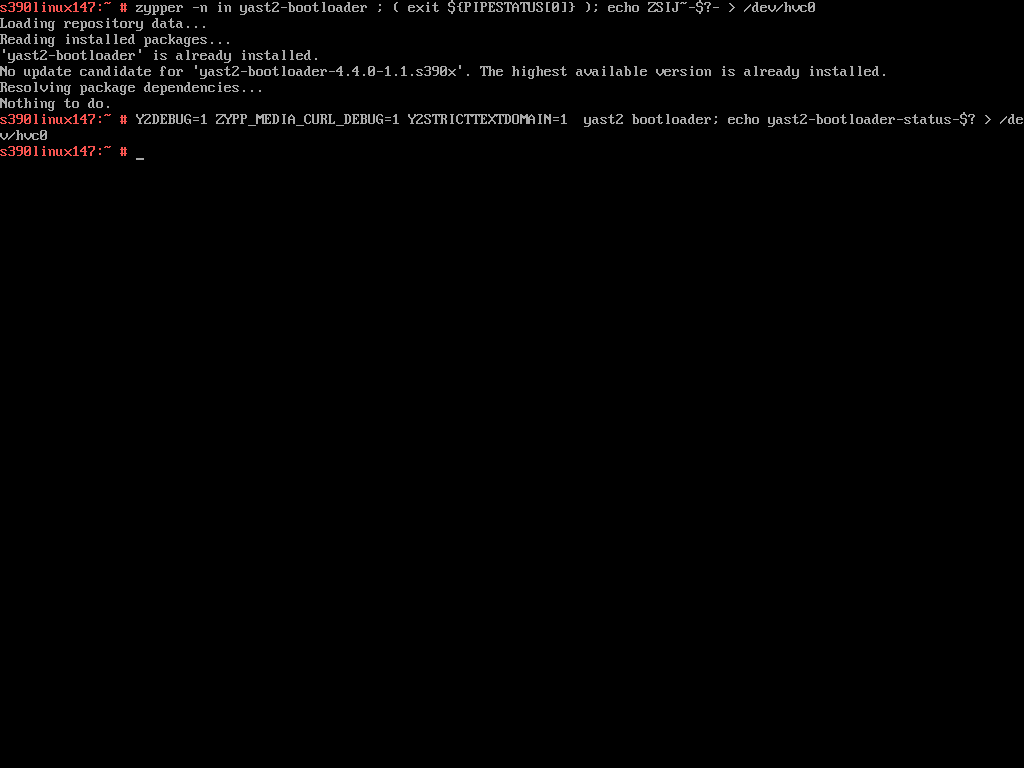 s390linux147:~ # zypper -n in yast2-bootloader ; ( exit ${PIPESTATUS[0]} ); echo ZSIJ~-$?- > /dev/hvc0
Loading repository data...
Reading installed packages...
'yast2-bootloader' is already installed.
No update candidate for 'yast2-bootloader-4.4.0-1.1.s390x'. The highest available version is already installed.
Resolving package dependencies...
Nothing to do.
s390linux147:~ # Y2DEBUG=1 ZYPP_MEDIA_CURL_DEBUG=1 Y2STRICTTEXTDOMAIN=1  yast2 bootloader; echo yast2-bootloader-status-$? > /de
v/hvc0
s390linux147:~ # _